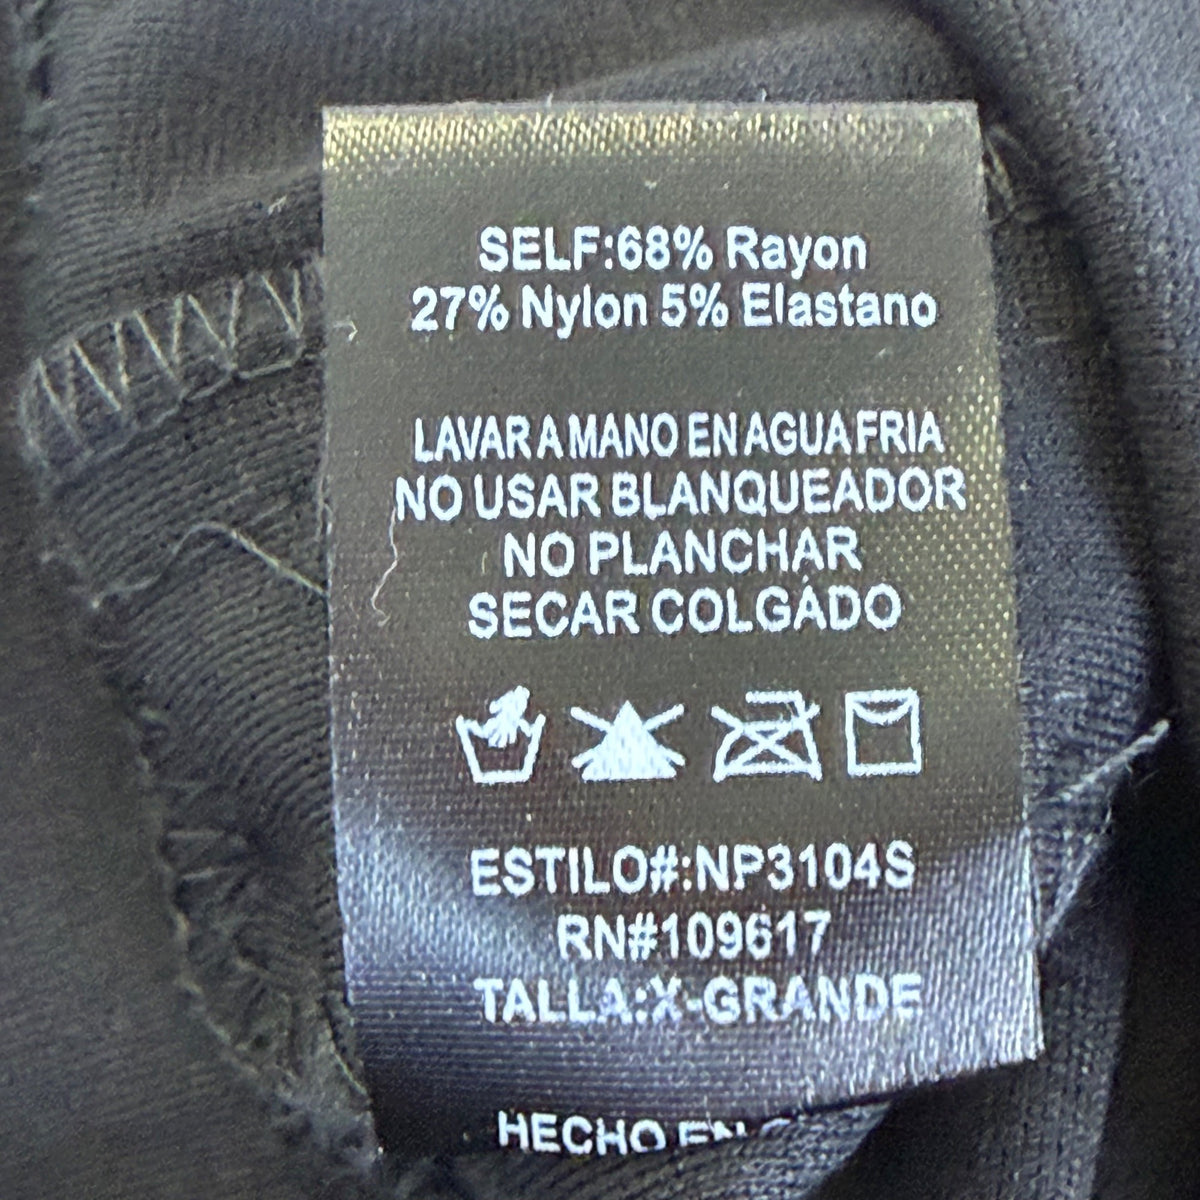 SELF:68% Rayon
27% Nylon 5% Elastano
LAVAR A MANO EN AGUA FRIA
NO USAR BLANQUEADOR
NO PLANCHAR
SECAR COLGADO
ESTILO#:NP3104S
RN#109617
TALLA:X-GRANDE
HECHO EN